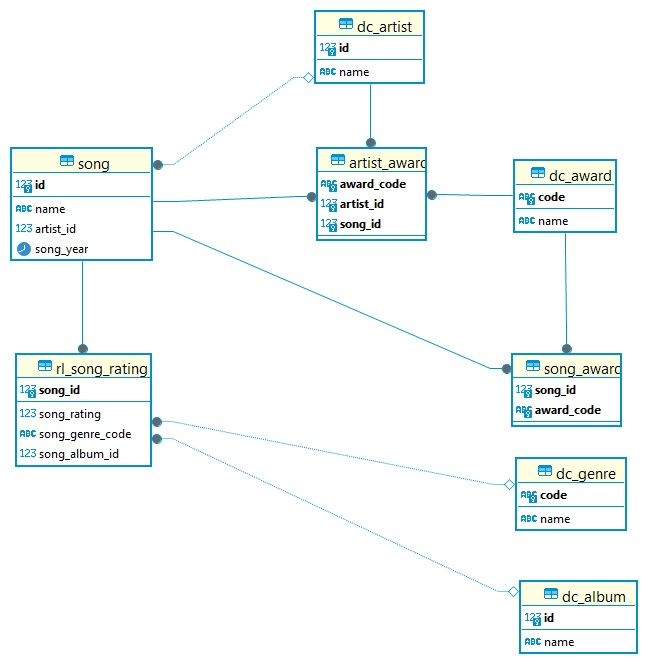 dc_artist
123 id
ABC name
song
123 id
ABC name
123 artist_id
song_year
artist_award
ABC award_code
123 artist_id
123 song_id
dc_award
ABC code
ABC name
rl_song_rating
123 song_id
123 song_rating
ABC song_genre_code
123 song_album_id
song_award
123 song_id
ABC award_code
dc_genre
ABC code
ABC name
dc_album
123 id
ABC name